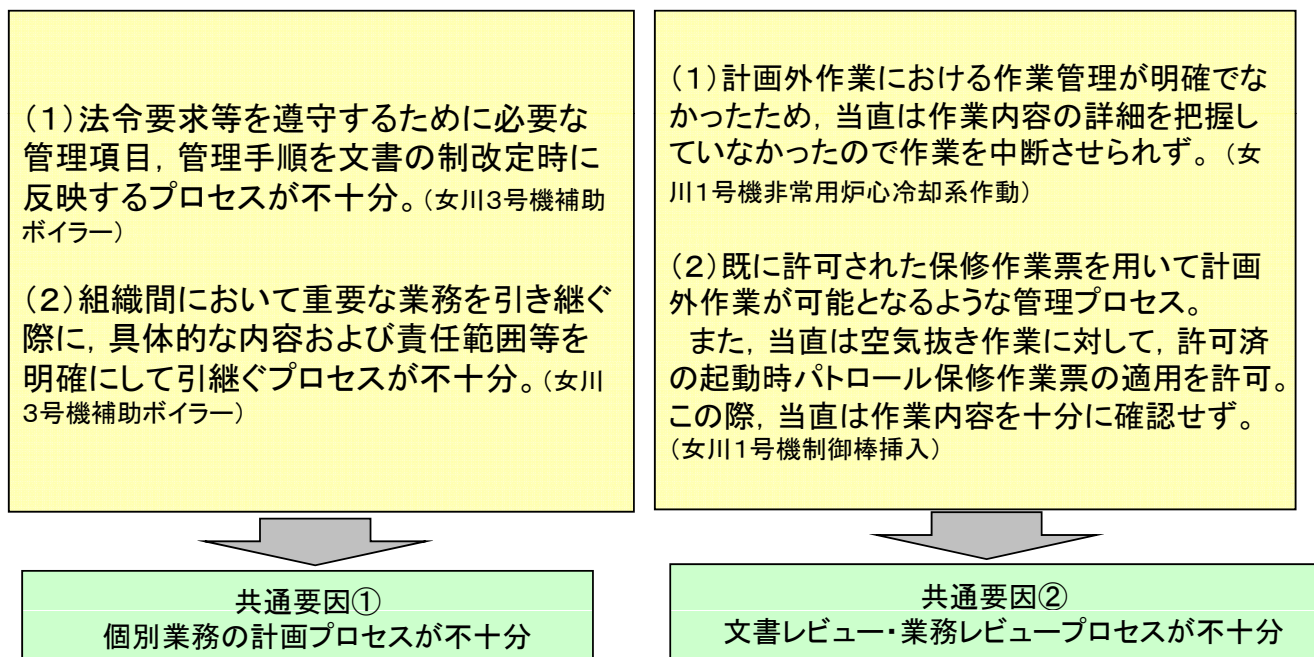 (1)法令要求等を遵守するために必要な
管理項目,管理手順を文書の制改定時に
反映するプロセスが不十分。(女川3号機補助
ボイラー)
(2)組織間において重要な業務を引き継ぐ
際に,具体的な内容および責任範囲等を
明確にして引継ぐプロセスが不十分。(女川
3号機補助ボイラー)
共通要因①
個別業務の計画プロセスが不十分
(1)計画外作業における作業管理が明確でな
かったため,当直は作業内容の詳細を把握し
ていなかったので作業を中断させられず。(女
川1号機非常用炉心冷却系作動)
(2)既に許可された保修作業票を用いて計画
外作業が可能となるような管理プロセス。
また,当直は空気抜き作業に対して,許可済
の起動時パトロール保修作業票の適用を許可。
この際,当直は作業内容を十分に確認せず。
(女川1号機制御棒挿入)
共通要因②
文書レビュー・業務レビュープロセスが不十分